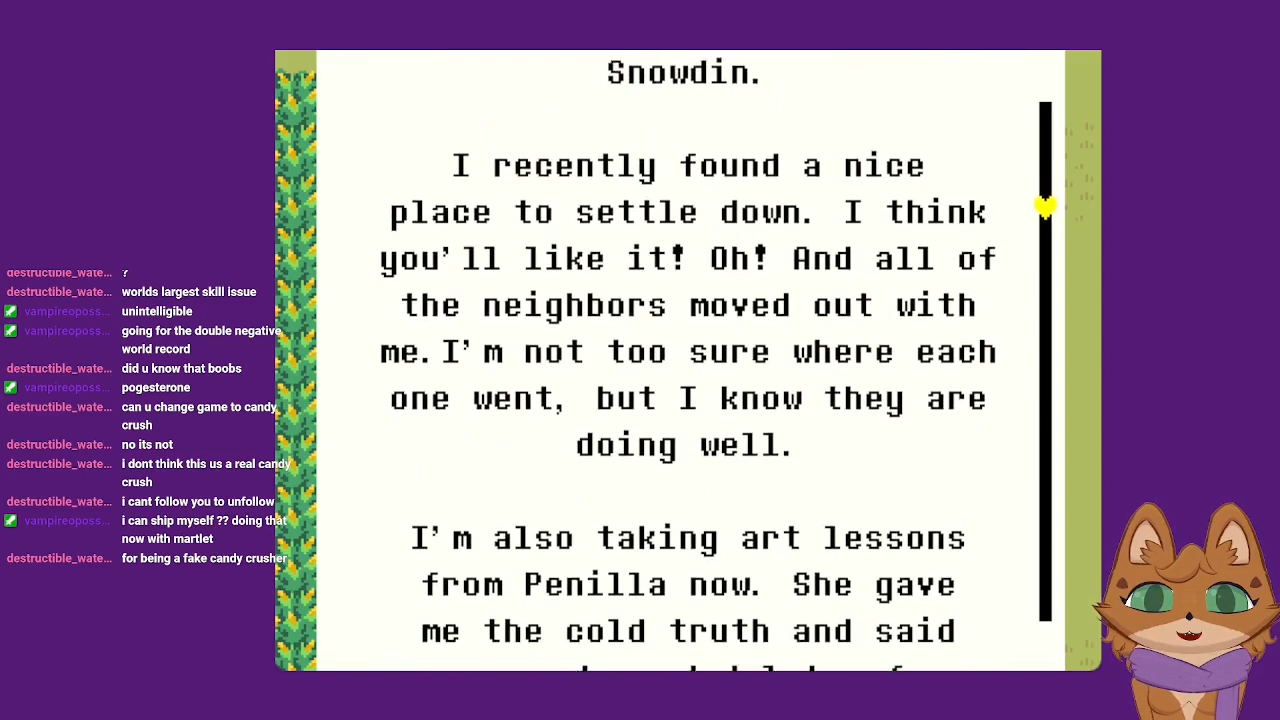 destructible_wate... ?
destructible_wate... worlds largest skill issue
vampireoposs... unintelligible
vampireoposs... going for the double negative
world record
destructible_wate... did u know that boobs
vampireoposs... pogesterone
destructible_wate... can u change game to candy
crush
destructible_wate... no its not
destructible_wate... i dont think this us a real candy
crush
destructible_wate... i cant follow you to unfollow
vampireoposs... i can ship myself ?? doing that
now with martlet
destructible_wate... for being a fake candy crusher
Snowdin.
I recently found a nice
place to settle down. I think
you'll like it! Oh! And all of
the neighbors moved out with
me. I'm not too sure where each
one went, but I know they are
doing well.
I'm also taking art lessons
from Penilla now. She gave
me the cold truth and said